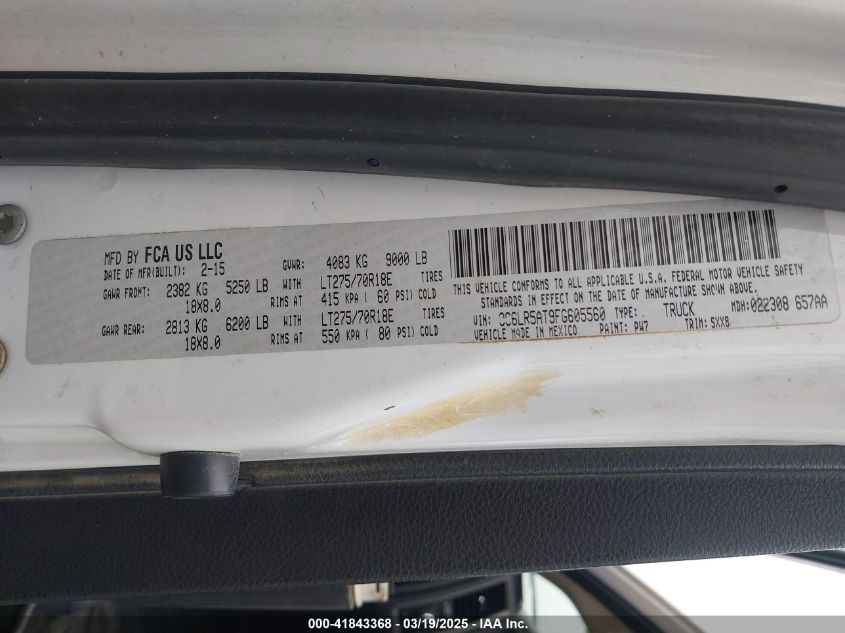 MFD BY FCA US LLC
DATE OF MFR(BUILT): 2-15 GVWR: 4083 KG 9000 LB
GAWR FRONT: 2382 KG 5250 LB WITH LT275/70R18E TIRES
18X8.0 RIMS AT 415 KPA ( 60 PSI) COLD
GAWR REAR: 2813 KG 6200 LB WITH LT275/70R18E TIRES
18X8.0 RIMS AT 550 KPA ( 80 PSI) COLD
THIS VEHICLE CONFORMS TO ALL APPLICABLE U.S.A. FEDERAL MOTOR VEHICLE SAFETY
STANDARDS IN EFFECT ON THE DATE OF MANUFACTURE SHOWN ABOVE.
VIN: 3C6LR5AT9FG605560 TYPE: TRUCK MDH: 022308 657AA
VEHICLE MADE IN MEXICO PAINT: PW7 TRIM: SXX8
000-41843368 - 03/19/2025 - IAA Inc.